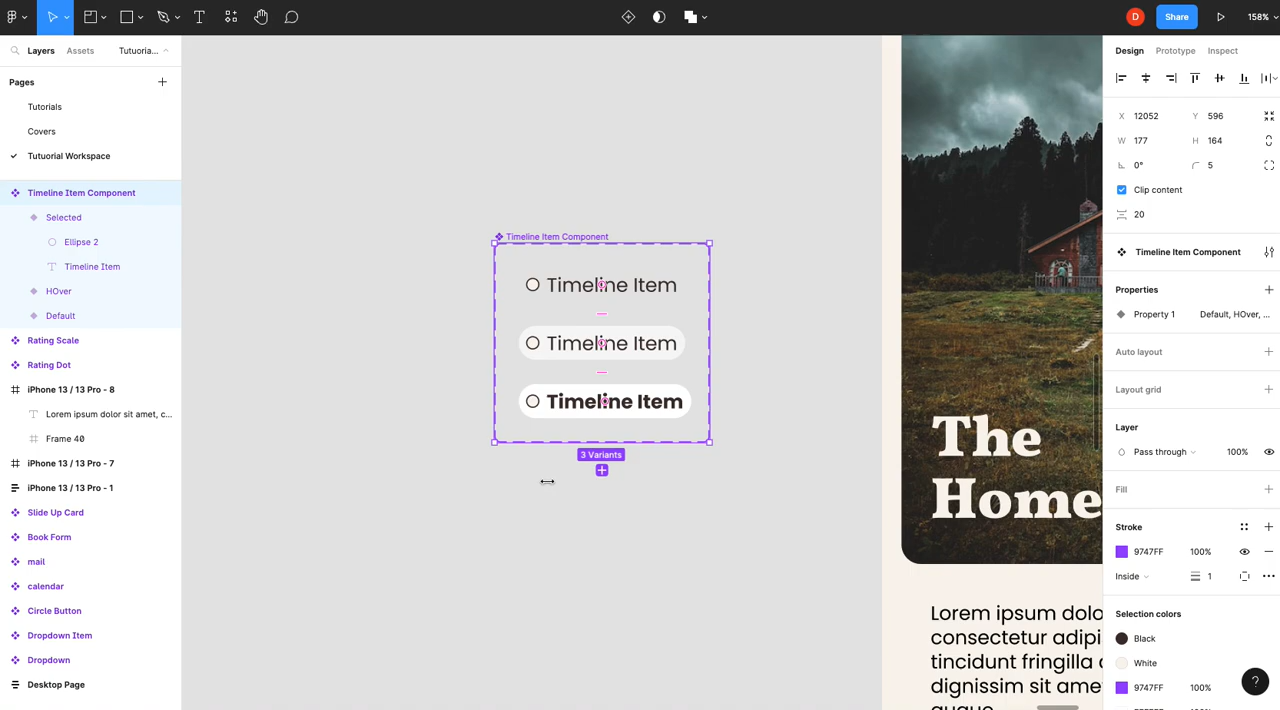 D
Share
158%
Layers
Assets
Tutoria...
Pages
Tutorials
Covers
Tutuorial Workspace
Timeline Item Component
Selected
Ellipse 2
Timeline Item
HOver
Default
Rating Scale
Rating Dot
iPhone 13 / 13 Pro - 8
Lorem ipsum dolor sit amet, c...
Frame 40
iPhone 13 / 13 Pro - 7
iPhone 13 / 13 Pro - 1
Slide Up Card
Book Form
mail
calendar
Circle Button
Dropdown Item
Dropdown
Desktop Page
Timeline Item Component
Timeline Item
Timeline Item
Timeline Item
3 Variants
The
Home
Lorem ipsum dolo
consectetur adipi
tincidunt fringilla
dignissim sit ame
Design
Prototype
Inspect
X 12052 Y 596
W 177 H 164
0° 5
Clip content
20
Timeline Item Component
Properties
Property 1 Default, HOver, ...
Auto layout
Layout grid
Layer
Pass through 100%
Fill
Stroke
9747FF 100%
Inside 1
Selection colors
Black
White
9747FF 100%
?